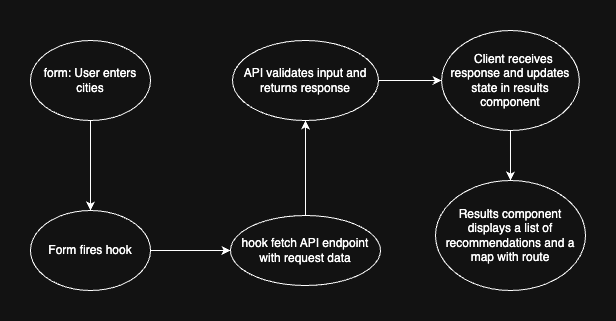 form: User enters
cities
Form fires hook
hook fetch API endpoint
with request data
API validates input and
returns response
Client receives
response and updates
state in results
component
Results component
displays a list of
recommendations and a
map with route